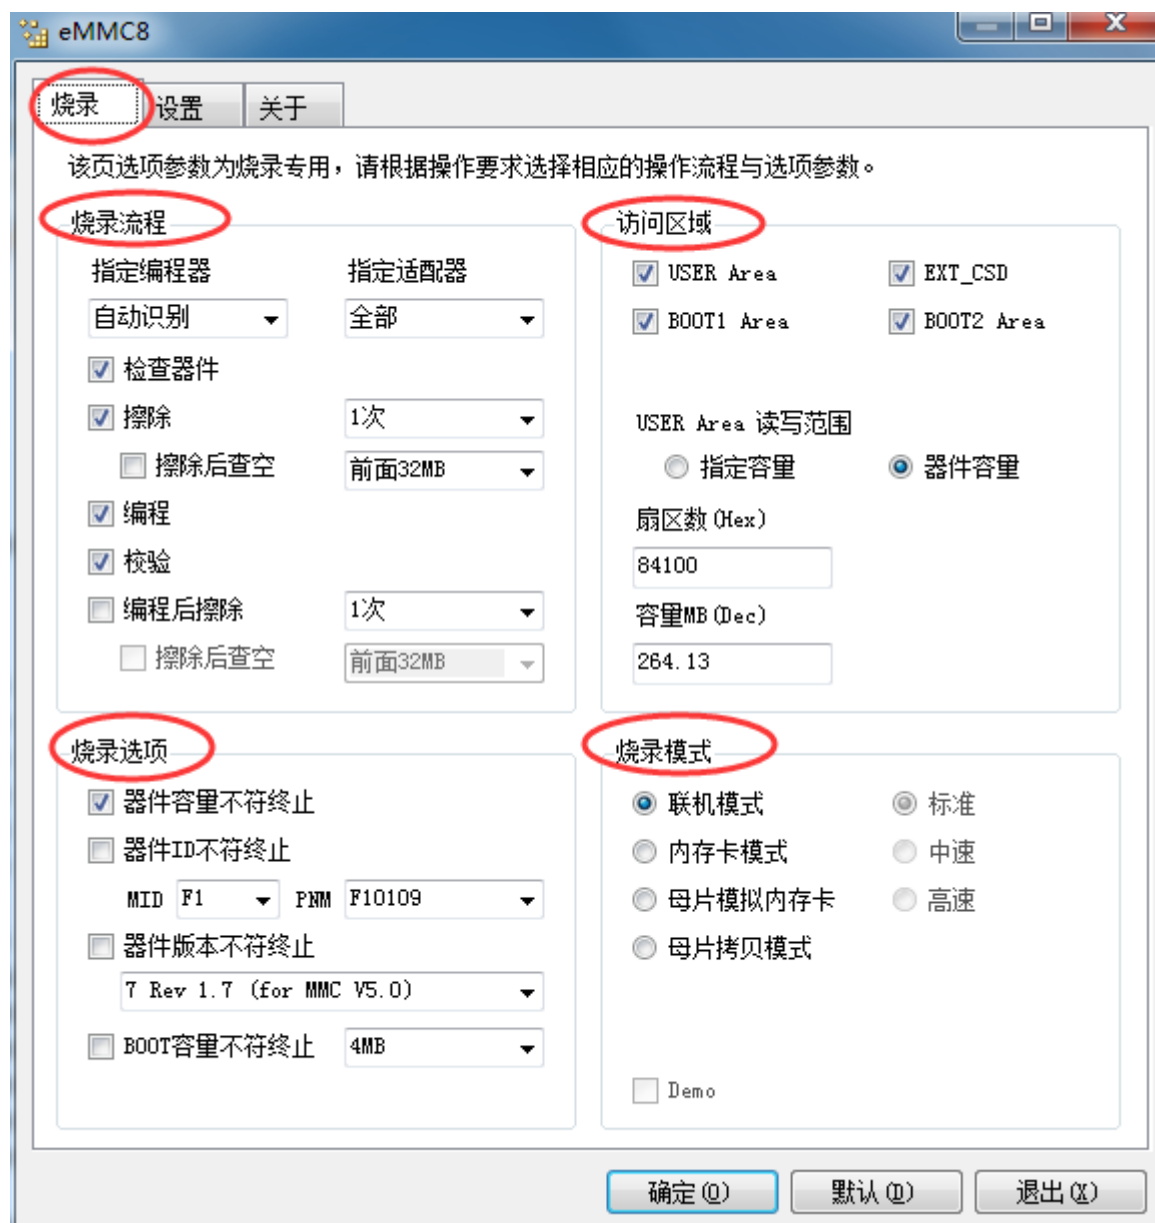 eMMC8
烧录 设置 关于
该页选项参数为烧录专用，请根据操作要求选择相应的操作流程与选项参数。
烧录流程
指定编程器 指定适配器
自动识别 全部
检查器件
擦除 1次
擦除后查空 前面32MB
编程
校验
编程后擦除 1次
擦除后查空 前面32MB
访问区域
USER Area EXT_CSD
BOOT1 Area BOOT2 Area
USER Area 读写范围
指定容量 器件容量
扇区数(Hex)
84100
容量MB(Dec)
264.13
烧录选项
器件容量不符终止
器件ID不符终止
MID F1 PNM F10109
器件版本不符终止
7 Rev 1.7 (for MMC V5.0)
BOOT容量不符终止 4MB
烧录模式
联机模式 标准
内存卡模式 中速
母片模拟内存卡 高速
母片拷贝模式
Demo
确定(O) 默认(D) 退出(X)